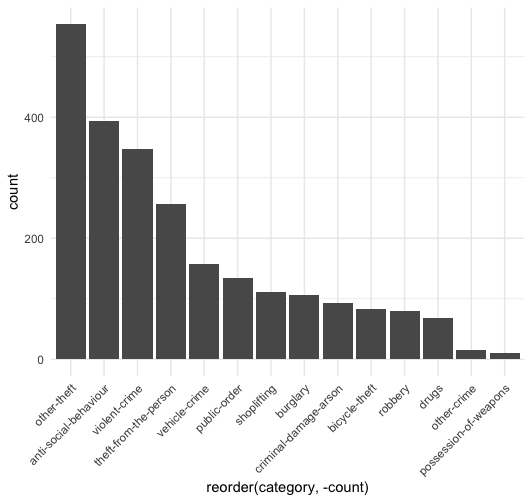 count
400
200
0
other-theft
anti-social-behaviour
violent-crime
theft-from-the-person
vehicle-crime
public-order
shoplifting
burglary
criminal-damage-arson
bicycle-theft
robbery
drugs
other-crime
possession-of-weapons
reorder(category, -count)